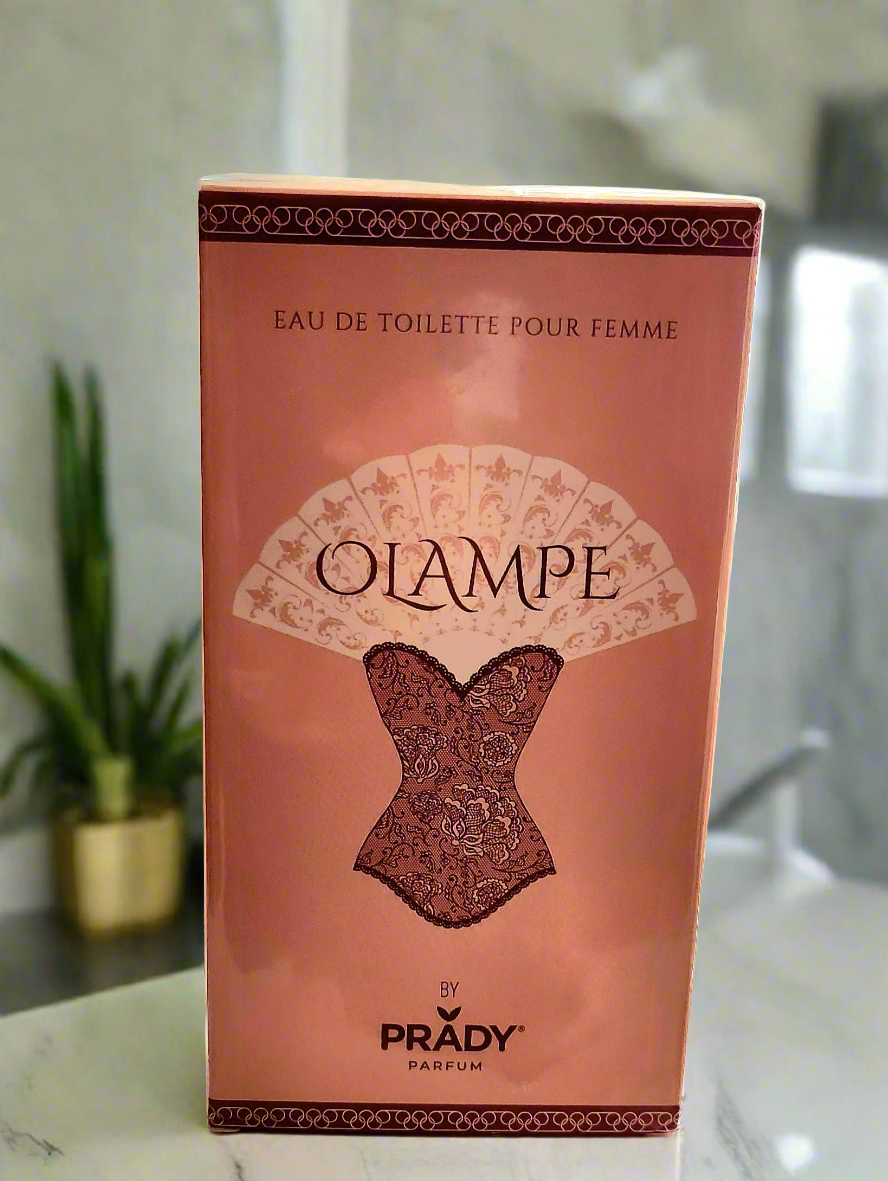 EAU DE TOILETTE POUR FEMME
OLAMPE
BY
PRADY®
PARFUM